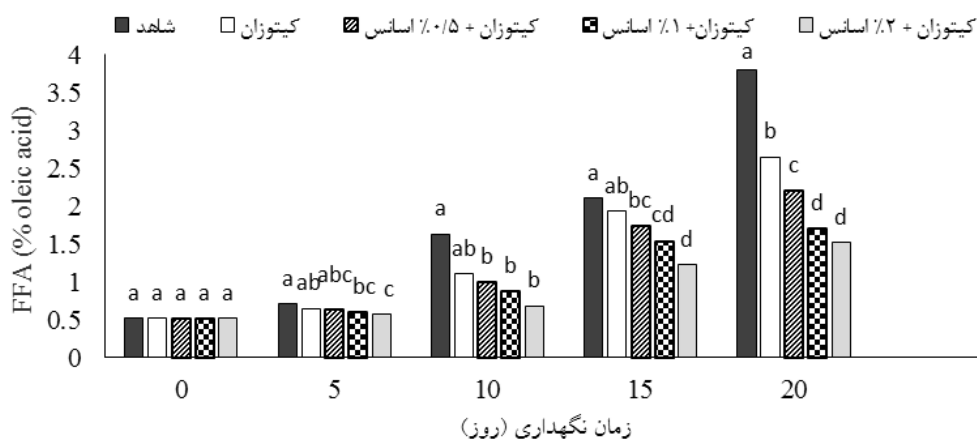 شاهد کیتوزان کیتوزان + ۰/۵٪ اسانس کیتوزان+ ۱٪ اسانس کیتوزان + ۲٪ اسانس
FFA (% oleic acid)
4
3.5
3
2.5
2
1.5
1
0.5
0
a a a a a
a ab abc bc c
a ab b b b
a ab bc cd d
a b c d d
0 5 10 15 20
زمان نگهداری (روز)